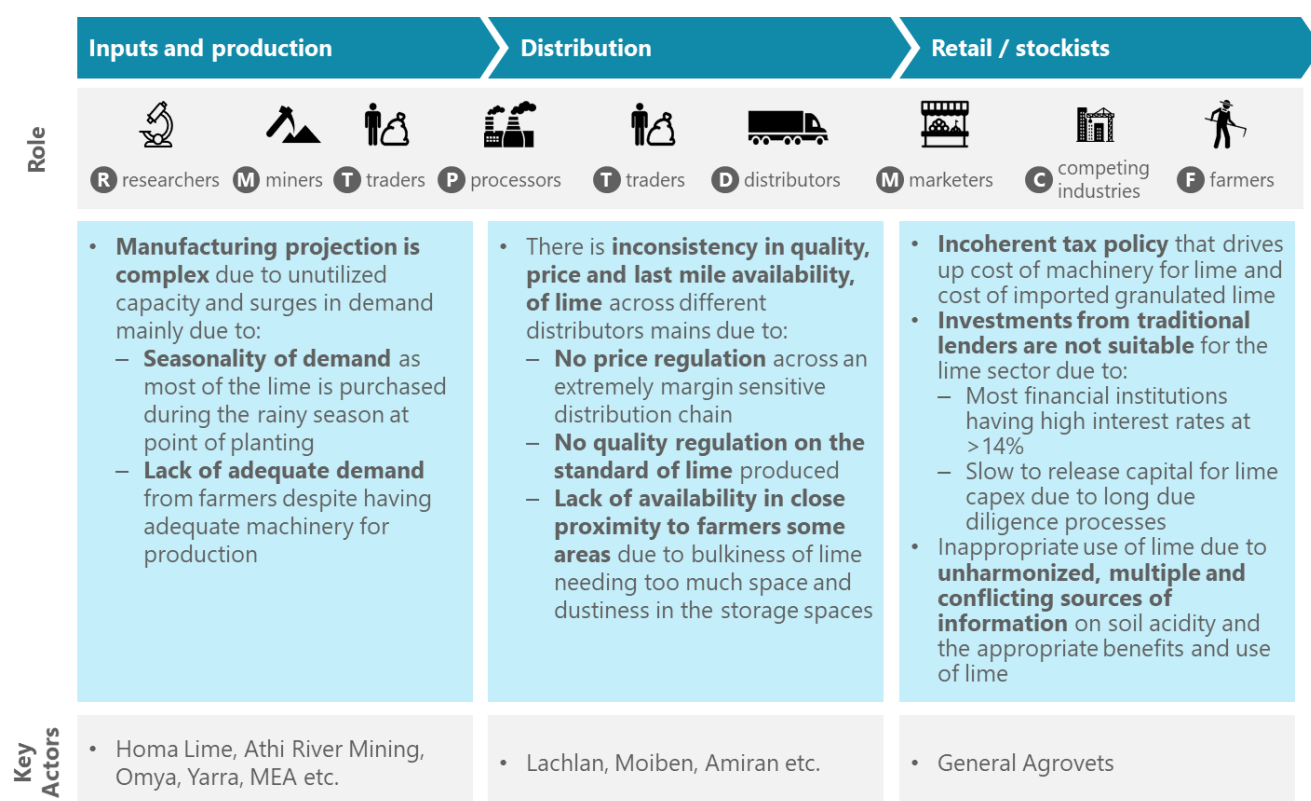 Inputs and production
Distribution
Retail / stockists
Role
R researchers
M miners
T traders
P processors
T traders
D distributors
M marketers
C competing
industries
F farmers
• Manufacturing projection is
complex due to unutilized
capacity and surges in demand
mainly due to:
– Seasonality of demand as
most of the lime is purchased
during the rainy season at
point of planting
– Lack of adequate demand
from farmers despite having
adequate machinery for
production
• There is inconsistency in quality,
price and last mile availability,
of lime across different
distributors mains due to:
– No price regulation across an
extremely margin sensitive
distribution chain
– No quality regulation on the
standard of lime produced
– Lack of availability in close
proximity to farmers some
areas due to bulkiness of lime
needing too much space and
dustiness in the storage spaces
• Incoherent tax policy that drives
up cost of machinery for lime and
cost of imported granulated lime
• Investments from traditional
lenders are not suitable for the
lime sector due to:
– Most financial institutions
having high interest rates at
>14%
– Slow to release capital for lime
capex due to long due
diligence processes
• Inappropriate use of lime due to
unharmonized, multiple and
conflicting sources of
information on soil acidity and
the appropriate benefits and use
of lime
Key
Actors
• Homa Lime, Athi River Mining,
Omya, Yarra, MEA etc.
• Lachlan, Moiben, Amiran etc.
• General Agrovets